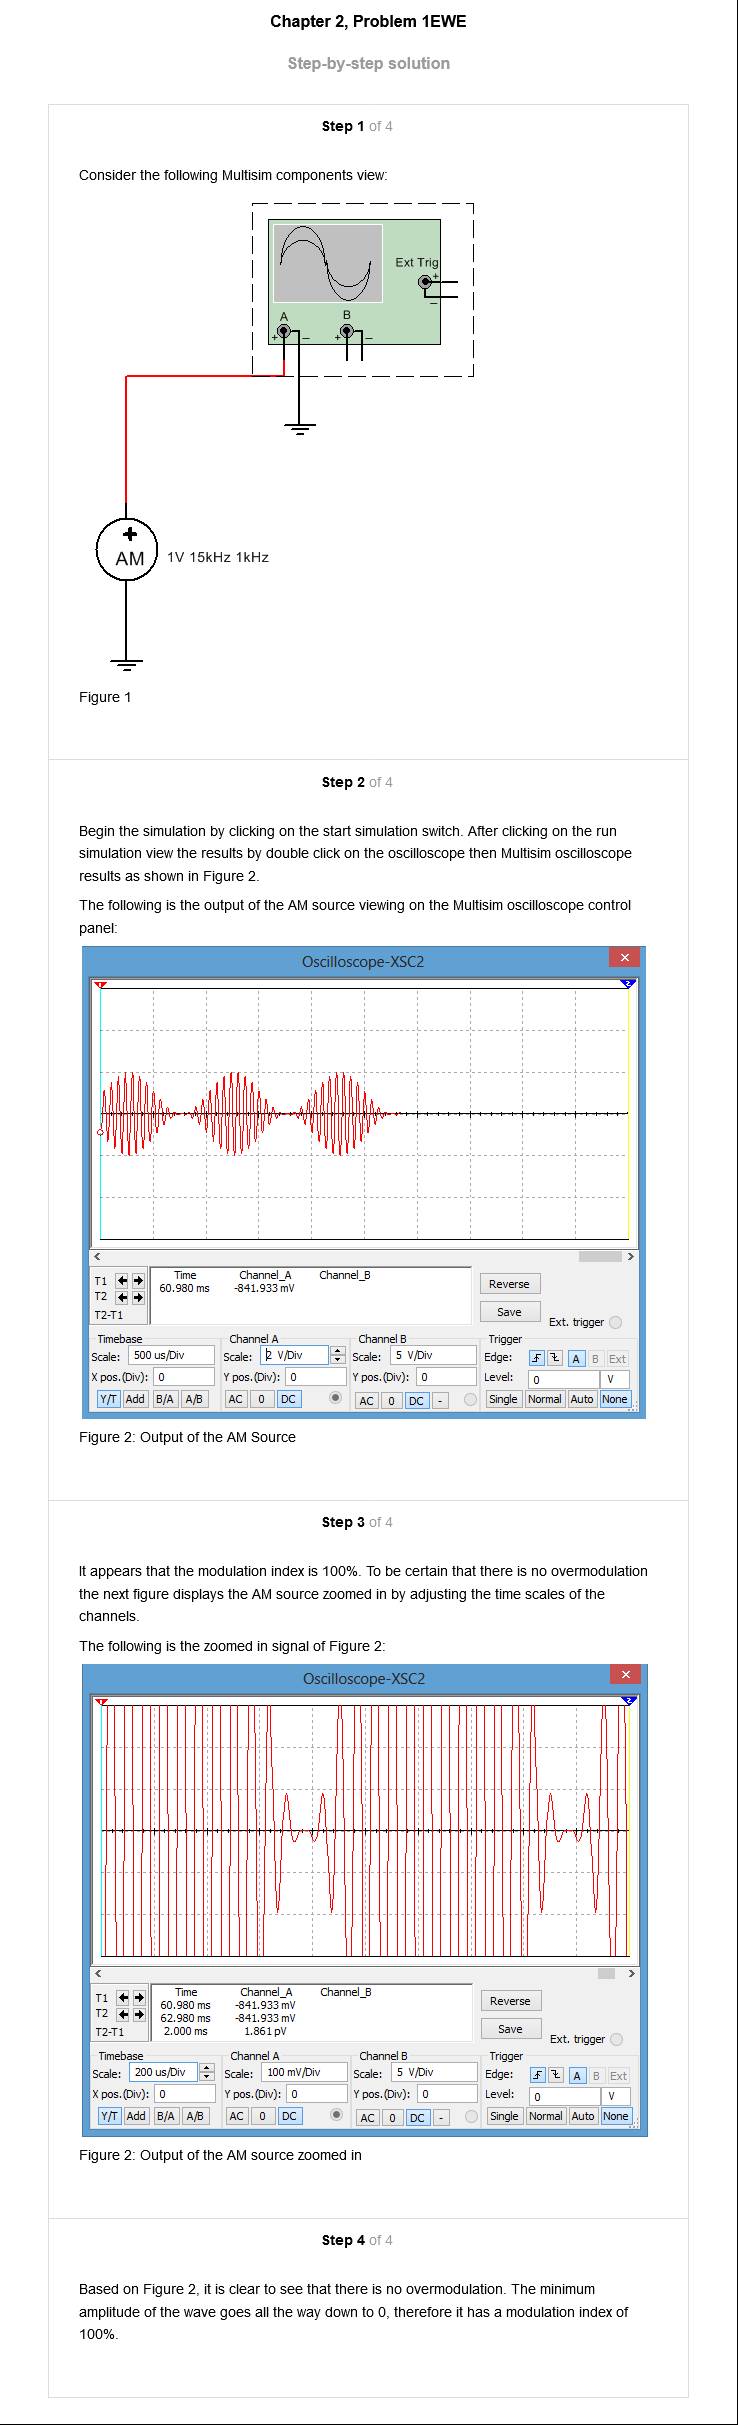 Chapter 2, Problem 1EWE
Step-by-step solution
Step 1 of 4
Consider the following Multisim components view:
Ext Trig
+
−
A
B
+ −
+ −
+
AM
1V 15kHz 1kHz
Figure 1
Step 2 of 4
Begin the simulation by clicking on the start simulation switch. After clicking on the run
simulation view the results by double click on the oscilloscope then Multisim oscilloscope
results as shown in Figure 2.
The following is the output of the AM source viewing on the Multisim oscilloscope control
panel:
Oscilloscope-XSC2
x
1 2
< >
Time Channel_A Channel_B
T1 60.980 ms -841.933 mV
T2
T2-T1
Reverse
Save
Ext. trigger
Timebase Channel A Channel B Trigger
Scale: 500 us/Div Scale: 2 V/Div Scale: 5 V/Div Edge: A B Ext
X pos.(Div): 0 Y pos.(Div): 0 Y pos.(Div): 0 Level: 0 V
Y/T Add B/A A/B AC 0 DC AC 0 DC - Single Normal Auto None
Figure 2: Output of the AM Source
Step 3 of 4
It appears that the modulation index is 100%. To be certain that there is no overmodulation
the next figure displays the AM source zoomed in by adjusting the time scales of the
channels.
The following is the zoomed in signal of Figure 2:
Oscilloscope-XSC2
x
1 2
< >
Time Channel_A Channel_B
T1 60.980 ms -841.933 mV
T2 62.980 ms -841.933 mV
T2-T1 2.000 ms 1.861 pV
Reverse
Save
Ext. trigger
Timebase Channel A Channel B Trigger
Scale: 200 us/Div Scale: 100 mV/Div Scale: 5 V/Div Edge: A B Ext
X pos.(Div): 0 Y pos.(Div): 0 Y pos.(Div): 0 Level: 0 V
Y/T Add B/A A/B AC 0 DC AC 0 DC - Single Normal Auto None
Figure 2: Output of the AM source zoomed in
Step 4 of 4
Based on Figure 2, it is clear to see that there is no overmodulation. The minimum
amplitude of the wave goes all the way down to 0, therefore it has a modulation index of
100%.